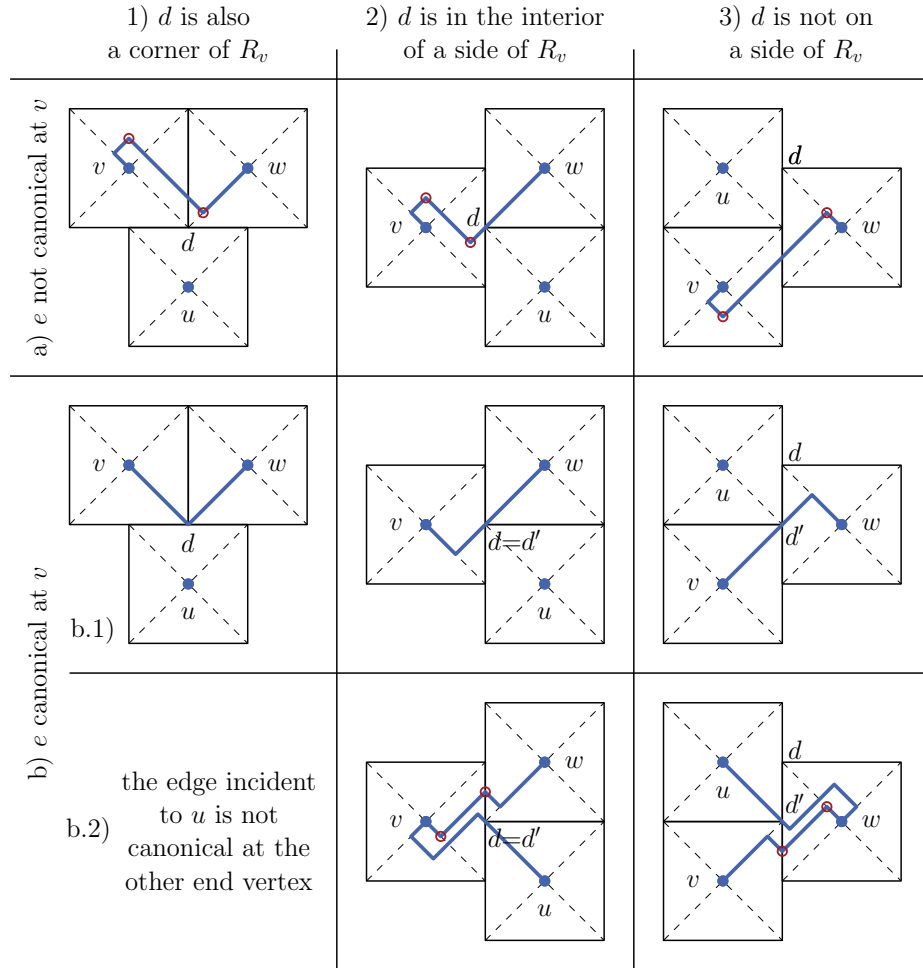 1) d is also
a corner of R_v
2) d is in the interior
of a side of R_v
3) d is not on
a side of R_v
a) e not canonical at v
v
w
d
u
v
d
w
u
d
u
v
w
b) e canonical at v
b.1)
v
w
d
u
w
v
d=d′
u
d
u
w
d′
v
b.2)
the edge incident
to u is not
canonical at the
other end vertex
w
v
d=d′
u
d
u
d′
w
v